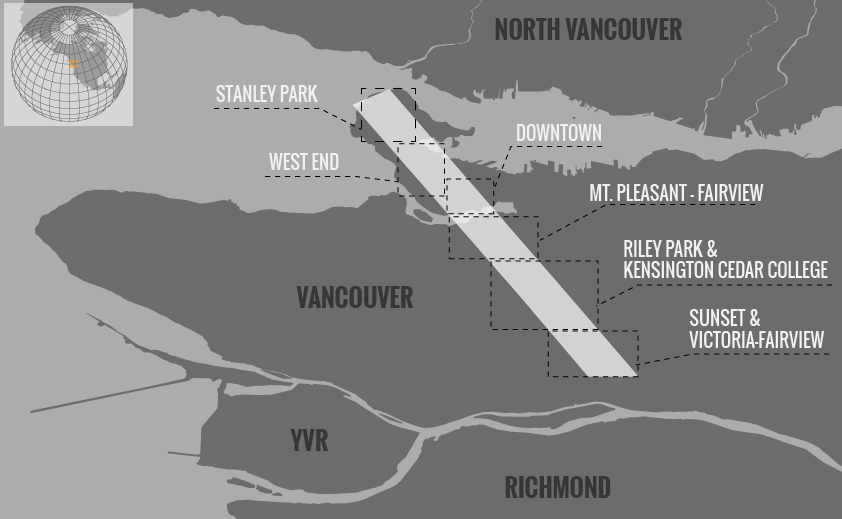 NORTH VANCOUVER
STANLEY PARK
DOWNTOWN
WEST END
MT. PLEASANT - FAIRVIEW
RILEY PARK &
KENSINGTON CEDAR COLLEGE
VANCOUVER
SUNSET &
VICTORIA-FAIRVIEW
YVR
RICHMOND